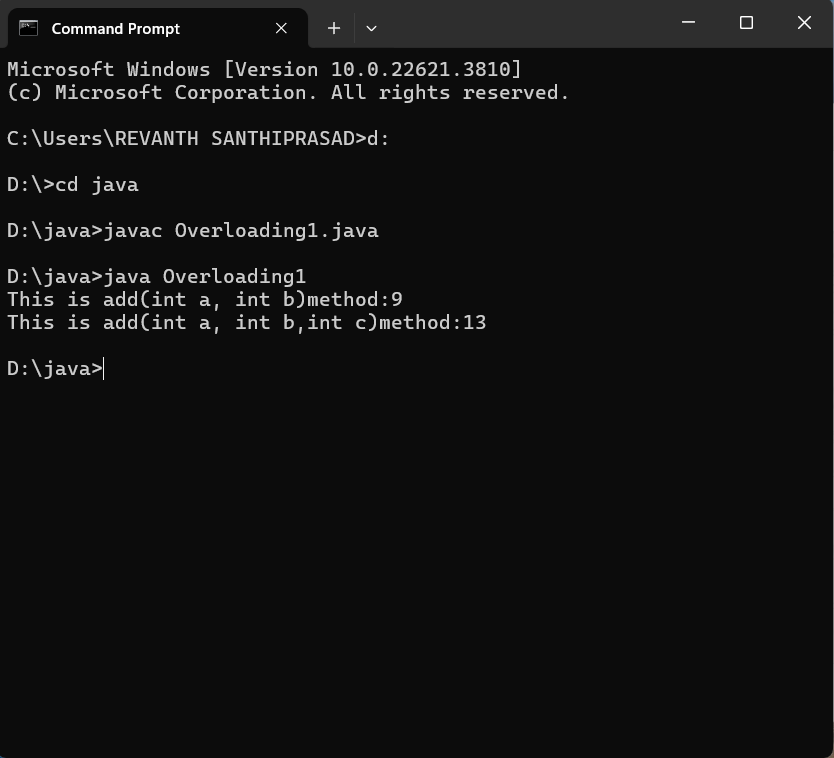 Command Prompt
Microsoft Windows [Version 10.0.22621.3810]
(c) Microsoft Corporation. All rights reserved.
C:\Users\REVANTH SANTHIPRASAD>d:
D:\>cd java
D:\java>javac Overloading1.java
D:\java>java Overloading1
This is add(int a, int b)method:9
This is add(int a, int b,int c)method:13
D:\java>